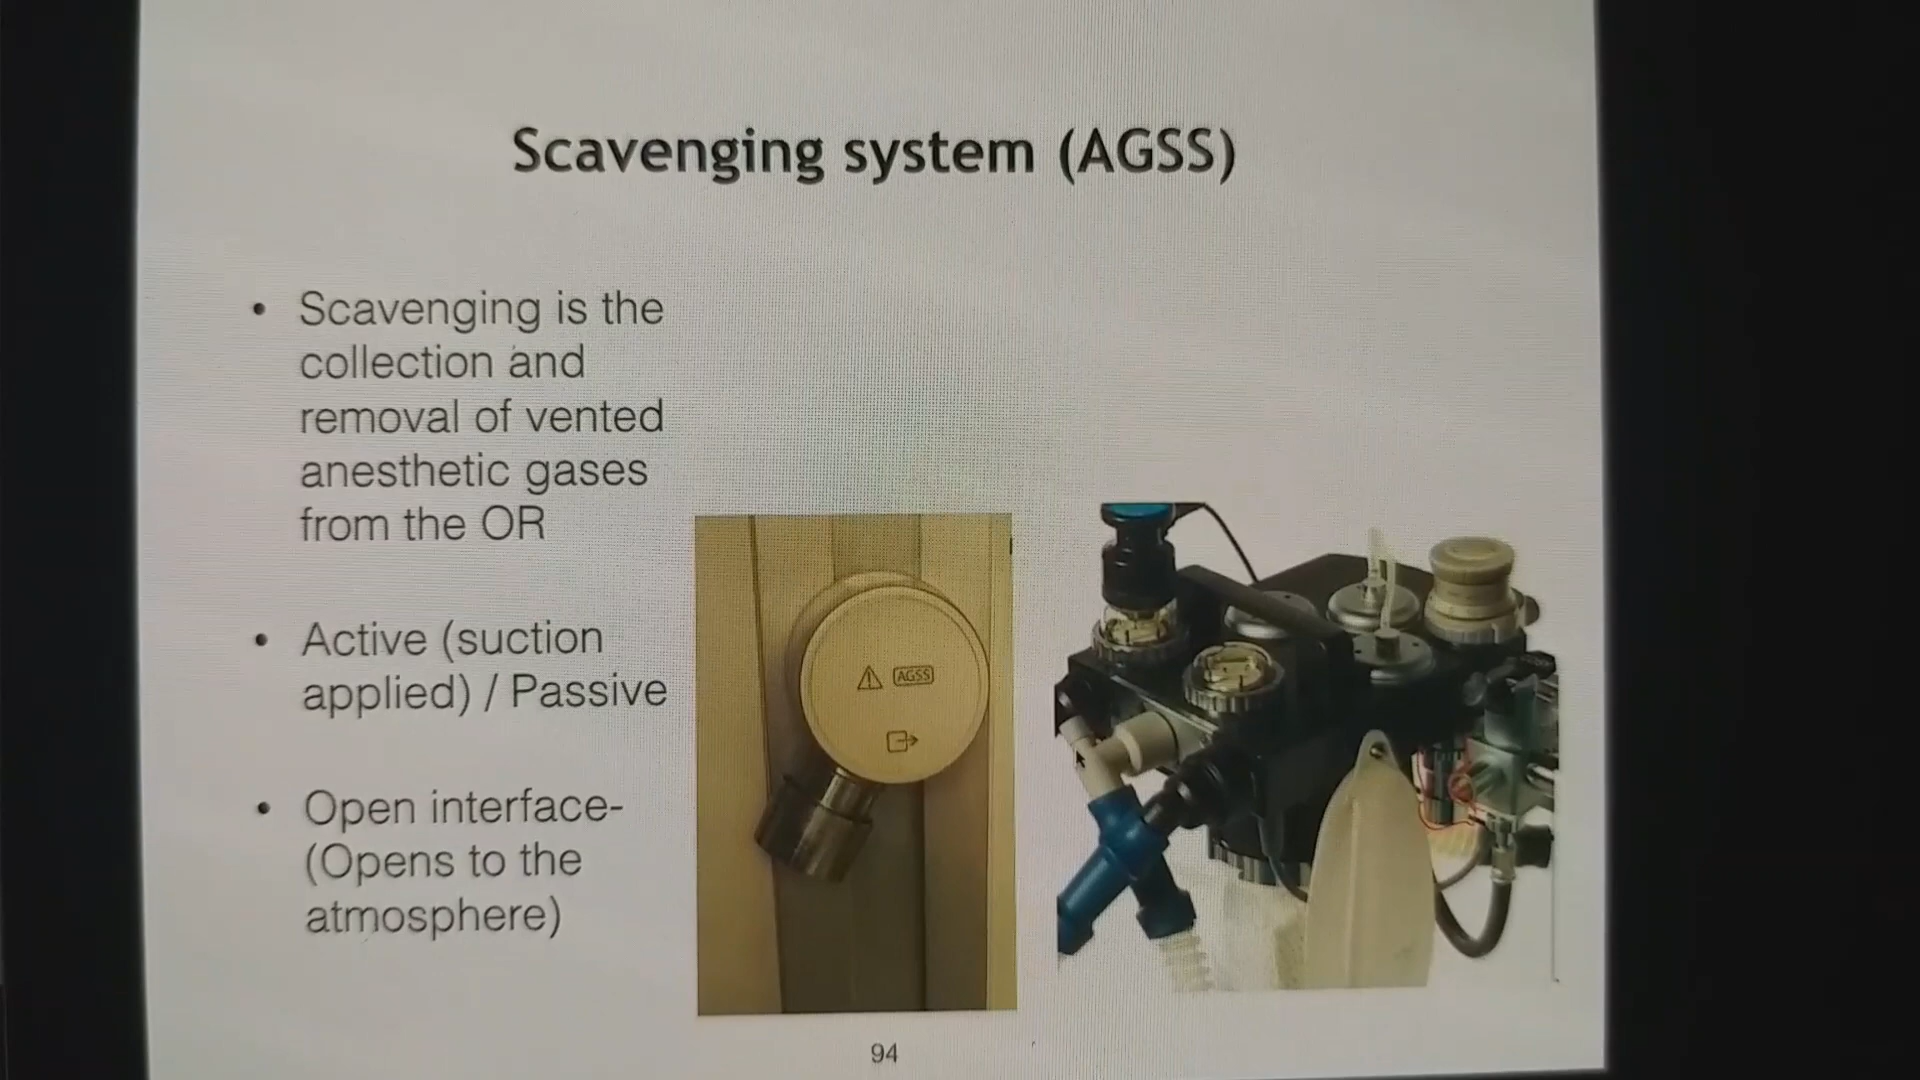 Scavenging system (AGSS)
• Scavenging is the
collection and
removal of vented
anesthetic gases
from the OR
• Active (suction
applied) / Passive
• Open interface-
(Opens to the
atmosphere)
AGSS
94